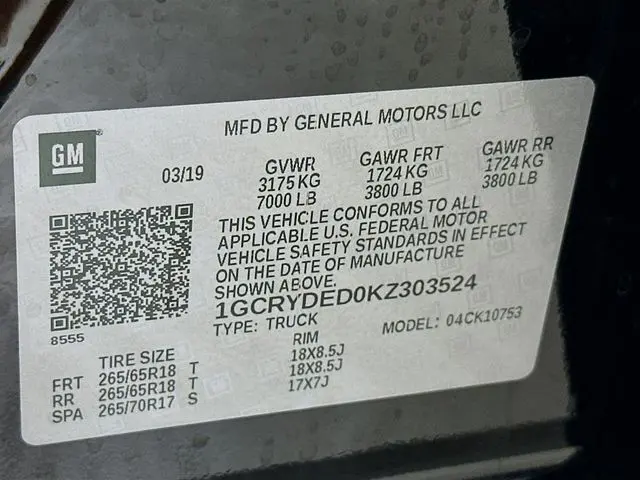 MFD BY GENERAL MOTORS LLC
GM
®
03/19
GVWR
3175 KG
7000 LB
GAWR FRT
1724 KG
3800 LB
GAWR RR
1724 KG
3800 LB
THIS VEHICLE CONFORMS TO ALL
APPLICABLE U.S. FEDERAL MOTOR
VEHICLE SAFETY STANDARDS IN EFFECT
ON THE DATE OF MANUFACTURE
SHOWN ABOVE.
1GCRYDED0KZ303524
TYPE: TRUCK
MODEL: 04CK10753
8555
TIRE SIZE
RIM
FRT 265/65R18 T 18X8.5J
RR 265/65R18 T 18X8.5J
SPA 265/70R17 S 17X7J